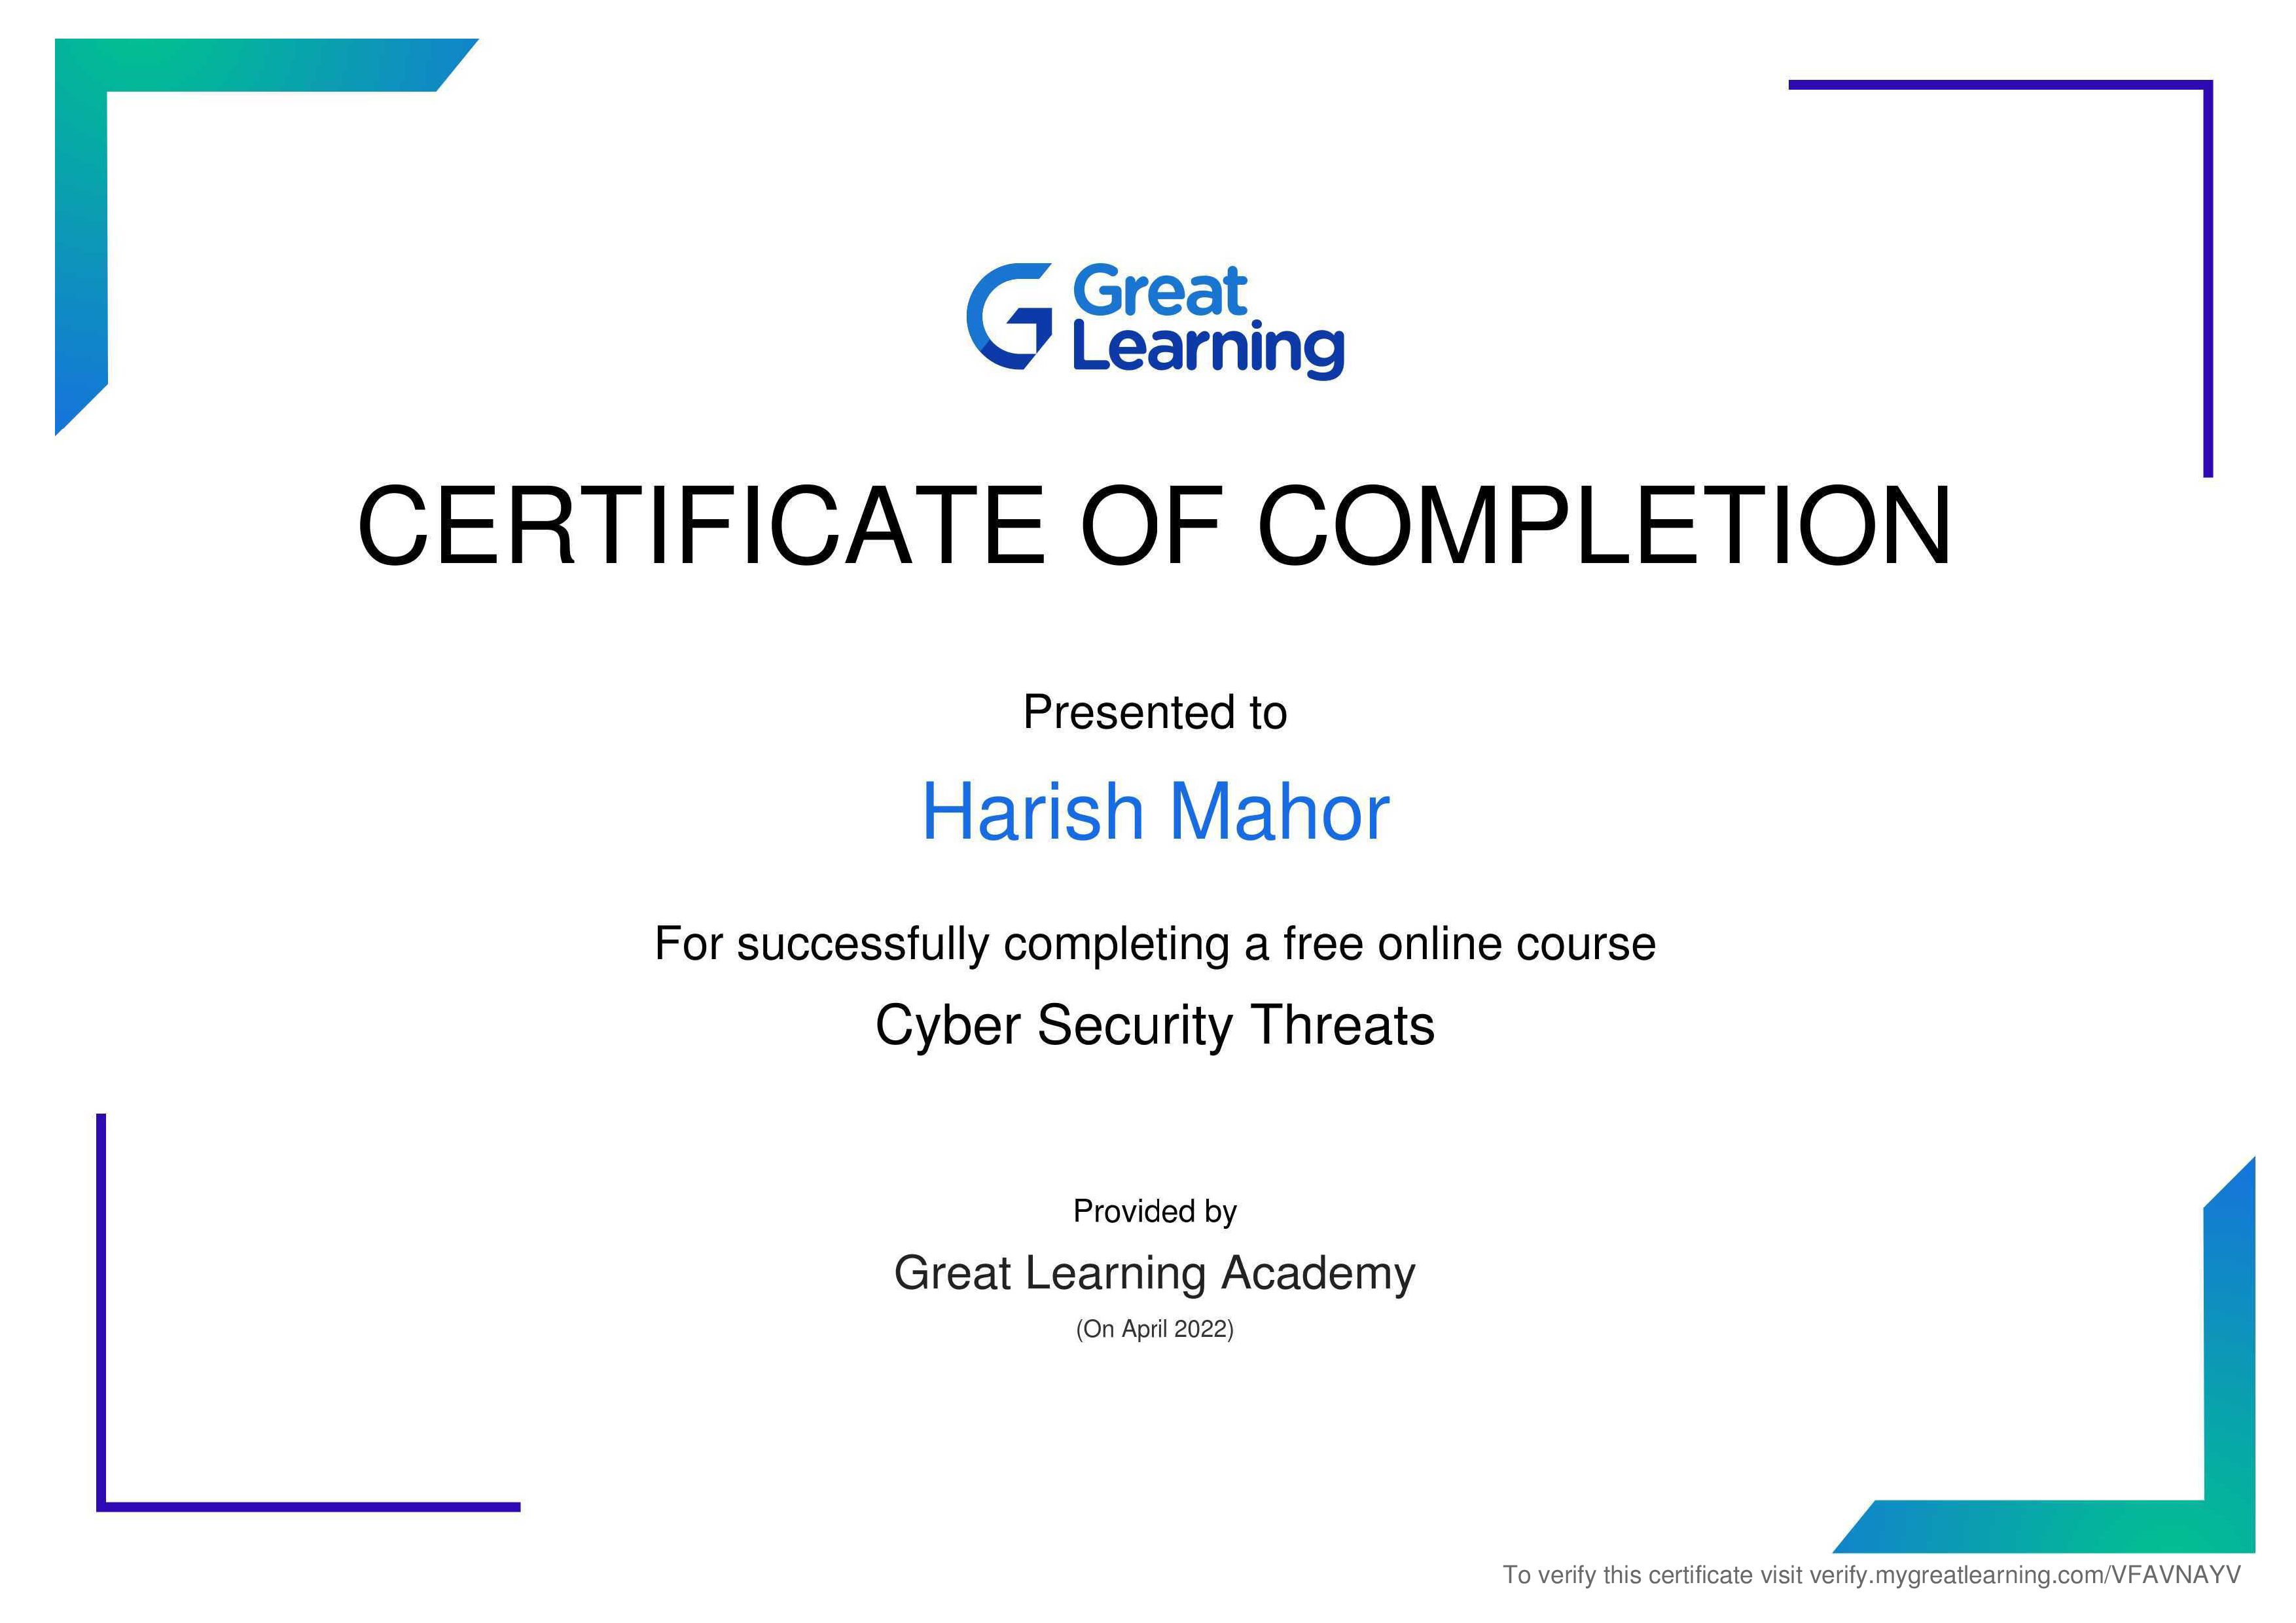 Great
Learning
CERTIFICATE OF COMPLETION
Presented to
Harish Mahor
For successfully completing a free online course
Cyber Security Threats
Provided by
Great Learning Academy
(On April 2022)
To verify this certificate visit verify.mygreatlearning.com/VFAVNAYV